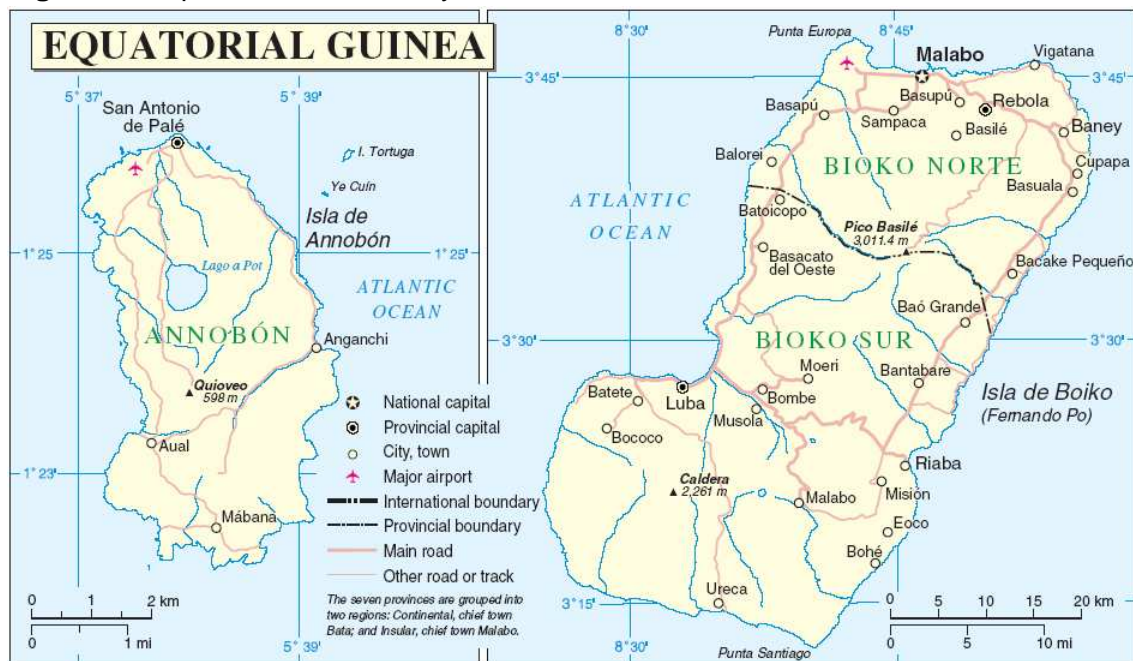 EQUATORIAL GUINEA
5° 37'
5° 39'
San Antonio
de Palé
I. Tortuga
Ye Cuín
Isla de
Annobón
1°25'
1°25'
Lago a Pot
ATLANTIC
OCEAN
ANNOBÓN
Anganchi
Quioveo
598 m
Aual
1°23'
Mábana
National capital
Provincial capital
City, town
Major airport
International boundary
Provincial boundary
Main road
Other road or track
The seven provinces are grouped into
two regions: Continental, chief town
Bata; and Insular, chief town Malabo.
0 1 2 km
0 1 mi
5° 39'
8°30'
Punta Europa
8°45'
Malabo
Vigatana
3°45'
3°45'
Basupú
Rebola
Basapú
Sampaca
Basilé
Baney
Balorei
BIOKO NORTE
Cupapa
Basuala
ATLANTIC
OCEAN
Batoicopo
Pico Basilé
3,011.4 m
Basacato
del Oeste
Bacake Pequeño
Baó Grande
3°30'
BIOKO SUR
3°30'
Moeri
Bantabare
Batete
Luba
Bombe
Isla de Boiko
(Fernando Po)
Musola
Bococo
Riaba
Caldera
2,261 m
Malabo
Misión
Eoco
Bohé
Ureca
3°15'
0 5 10 15 20 km
0 5 10 mi
8°30'
Punta Santiago
8°45'